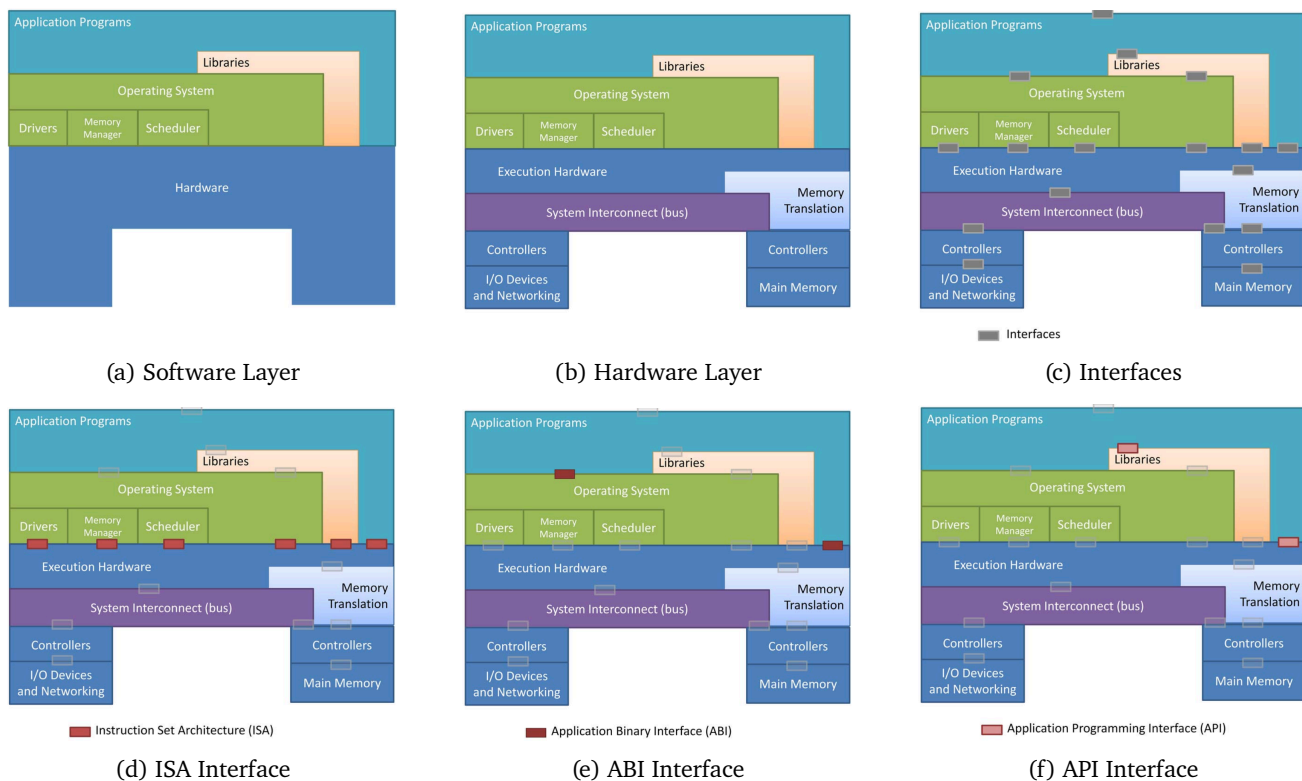 Application Programs
Libraries
Operating System
Drivers
Memory
Manager
Scheduler
Hardware
(a) Software Layer
Application Programs
Libraries
Operating System
Drivers
Memory
Manager
Scheduler
Execution Hardware
Memory
Translation
System Interconnect (bus)
Controllers
Controllers
I/O Devices
and Networking
Main Memory
(b) Hardware Layer
Application Programs
Libraries
Operating System
Drivers
Memory
Manager
Scheduler
Execution Hardware
Memory
Translation
System Interconnect (bus)
Controllers
Controllers
I/O Devices
and Networking
Main Memory
Interfaces
(c) Interfaces
Application Programs
Libraries
Operating System
Drivers
Memory
Manager
Scheduler
Execution Hardware
Memory
Translation
System Interconnect (bus)
Controllers
Controllers
I/O Devices
and Networking
Main Memory
Instruction Set Architecture (ISA)
(d) ISA Interface
Application Programs
Libraries
Operating System
Drivers
Memory
Manager
Scheduler
Execution Hardware
Memory
Translation
System Interconnect (bus)
Controllers
Controllers
I/O Devices
and Networking
Main Memory
Application Binary Interface (ABI)
(e) ABI Interface
Application Programs
Libraries
Operating System
Drivers
Memory
Manager
Scheduler
Execution Hardware
Memory
Translation
System Interconnect (bus)
Controllers
Controllers
I/O Devices
and Networking
Main Memory
Application Programming Interface (API)
(f) API Interface